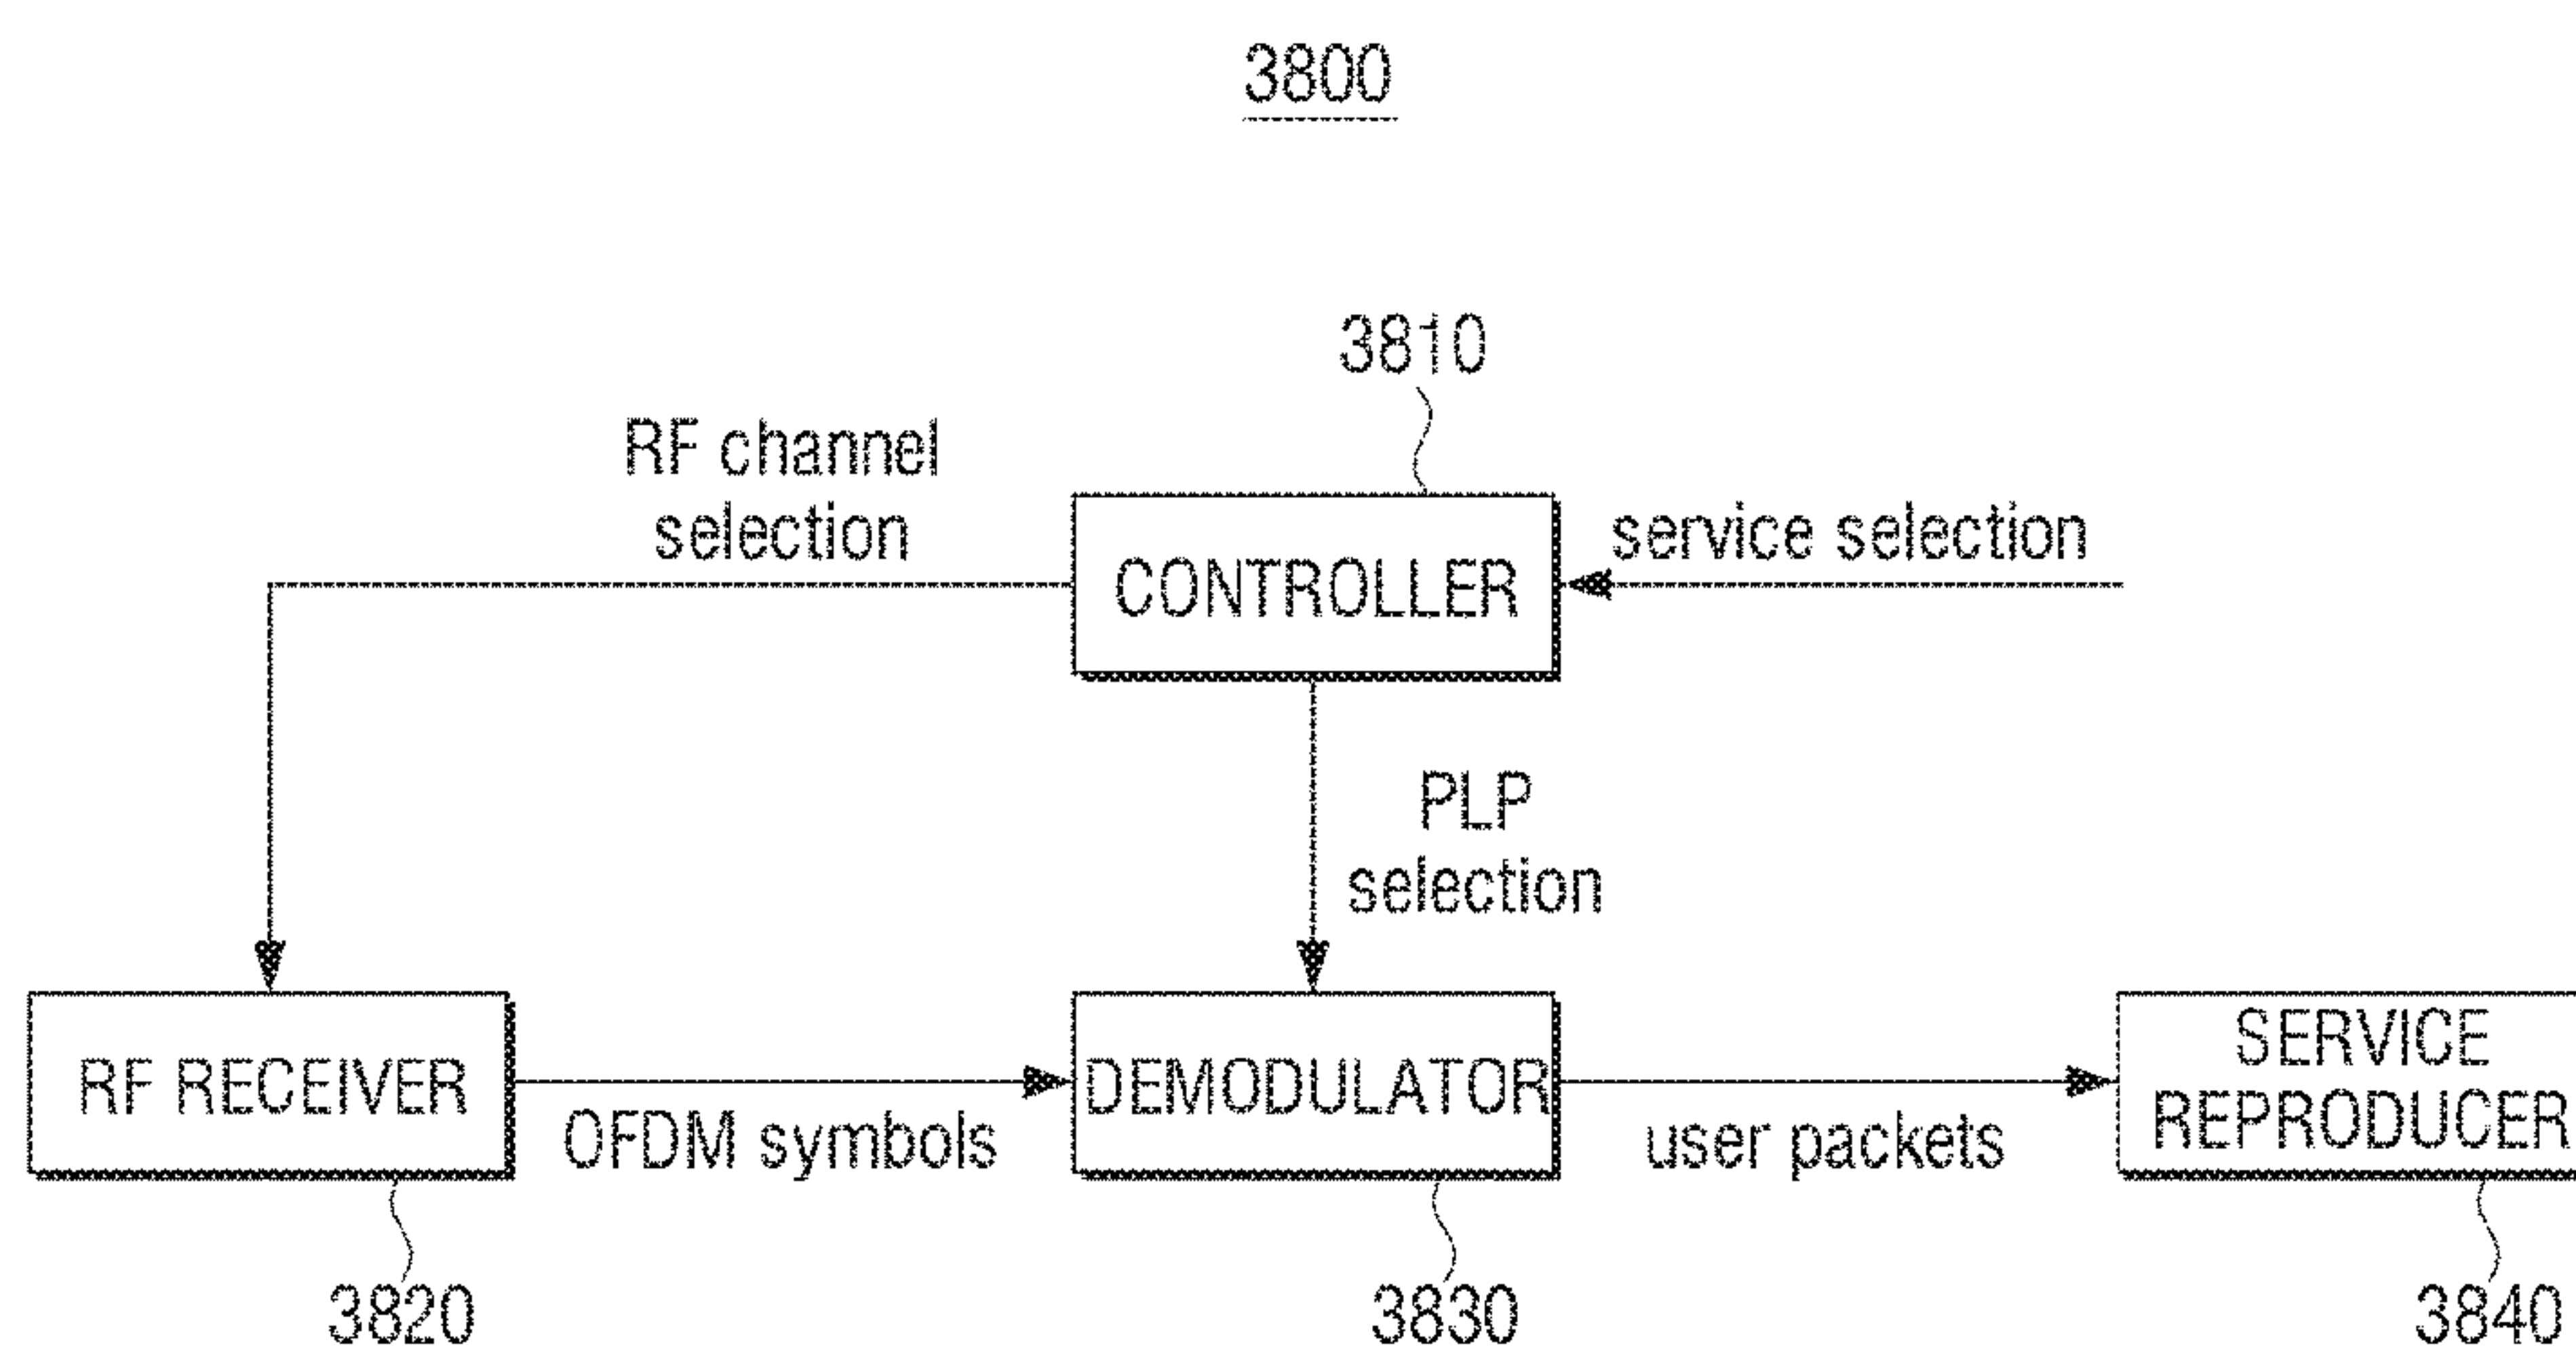 3800
3810
RF channel
selection
CONTROLLER
service selection
PLP
selection
RF RECEIVER
OFDM symbols
DEMODULATOR
user packets
SERVICE
REPRODUCER
3820
3830
3840